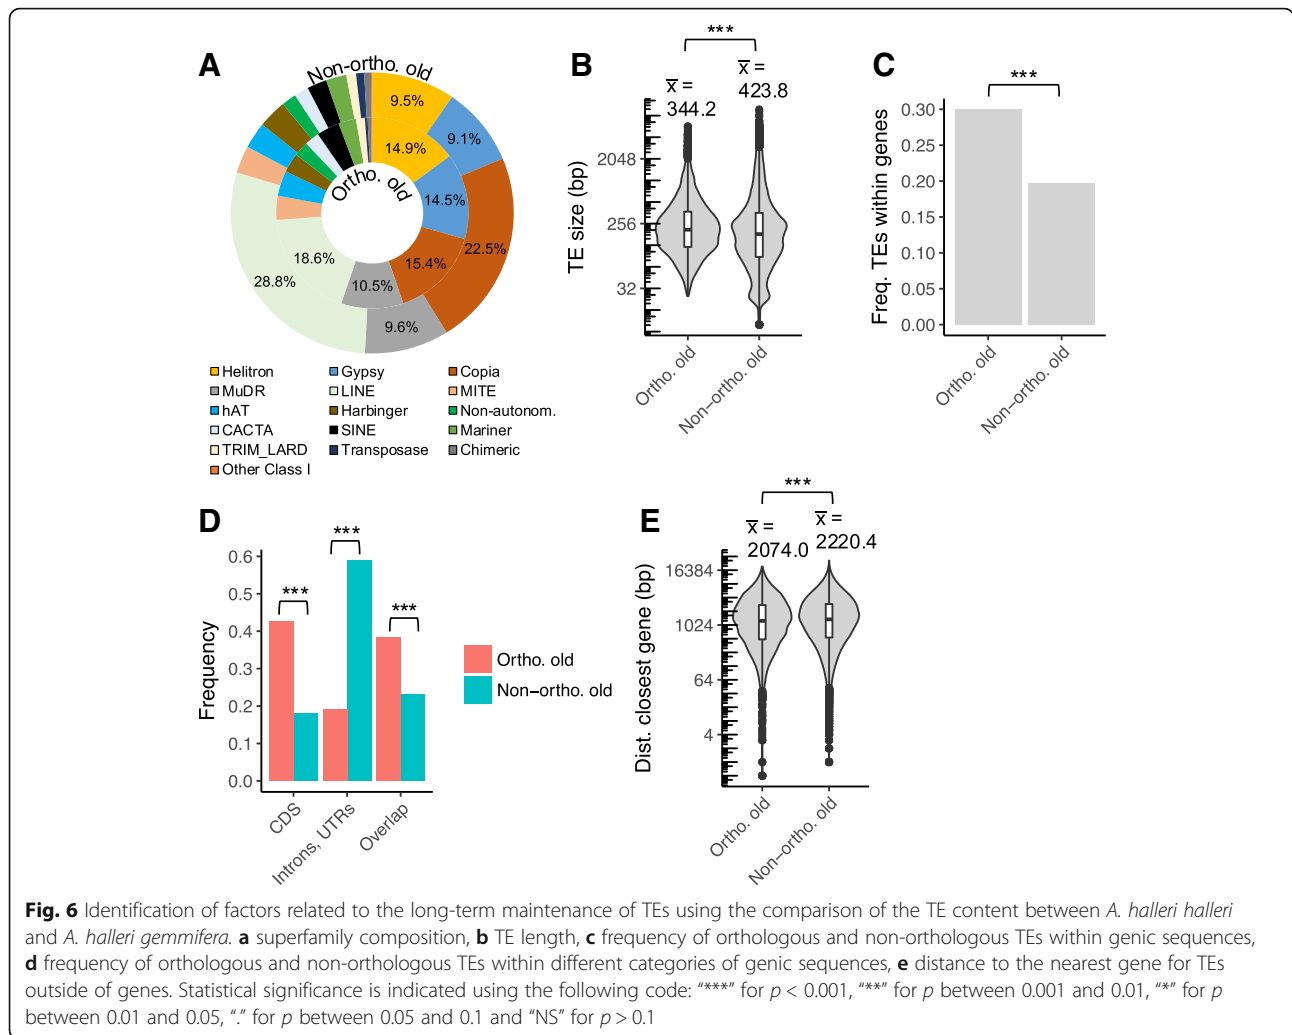 A
Non-ortho. old
9.5%
9.1%
14.9%
Ortho. old
14.5%
22.5%
15.4%
18.6%
10.5%
28.8%
9.6%
Helitron Gypsy Copia
MuDR LINE MITE
hAT Harbinger Non-autonom.
CACTA SINE Mariner
TRIM_LARD Transposase Chimeric
Other Class I
B
***
x̅ =
344.2
x̅ =
423.8
TE size (bp)
2048
256
32
Ortho. old
Non−ortho. old
C
***
Freq. TEs within genes
0.30
0.25
0.20
0.15
0.10
0.05
0.00
Ortho. old
Non−ortho. old
D
***
***
***
Frequency
0.6
0.5
0.4
0.3
0.2
0.1
0.0
CDS
Introns, UTRs
Overlap
Ortho. old
Non−ortho. old
E
***
x̅ =
2074.0
x̅ =
2220.4
Dist. closest gene (bp)
16384
1024
64
4
Ortho. old
Non−ortho. old
Fig. 6 Identification of factors related to the long-term maintenance of TEs using the comparison of the TE content between A. halleri halleri
and A. halleri gemmifera. a superfamily composition, b TE length, c frequency of orthologous and non-orthologous TEs within genic sequences,
d frequency of orthologous and non-orthologous TEs within different categories of genic sequences, e distance to the nearest gene for TEs
outside of genes. Statistical significance is indicated using the following code: “***” for p < 0.001, “**” for p between 0.001 and 0.01, “*” for p
between 0.01 and 0.05, “.” for p between 0.05 and 0.1 and “NS” for p > 0.1